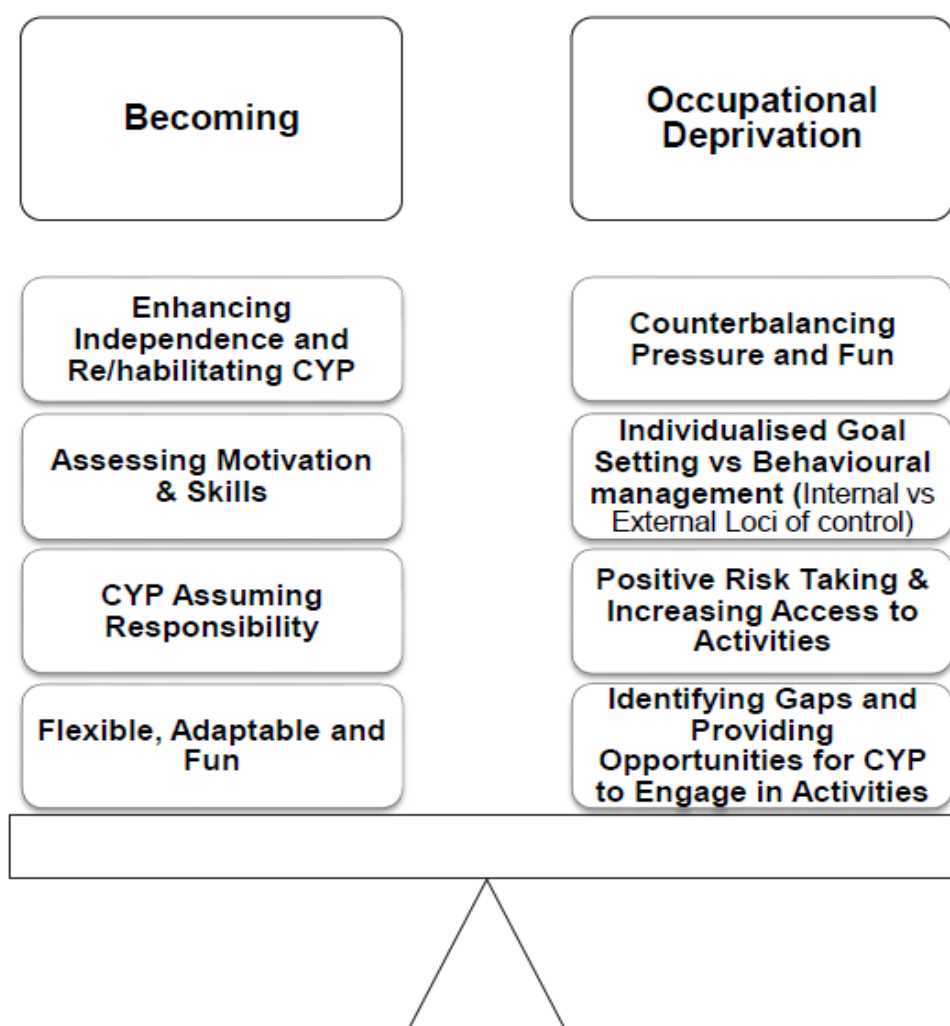 Becoming
Occupational
Deprivation
Enhancing
Independence and
Re/habilitating CYP
Counterbalancing
Pressure and Fun
Assessing Motivation
& Skills
Individualised Goal
Setting vs Behavioural
management (Internal vs
External Loci of control)
CYP Assuming
Responsibility
Positive Risk Taking &
Increasing Access to
Activities
Flexible, Adaptable and
Fun
Identifying Gaps and
Providing
Opportunities for CYP
to Engage in Activities